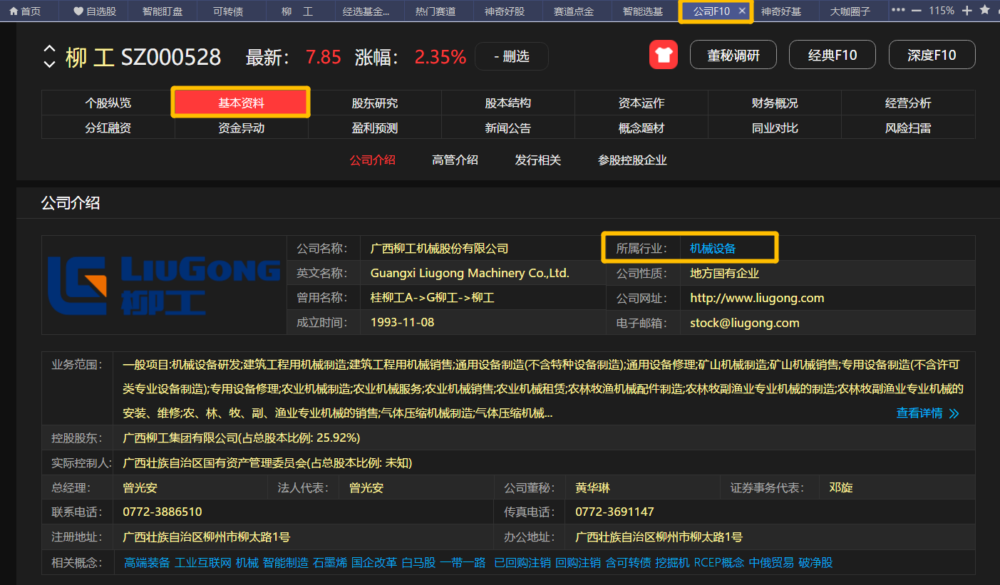 首页 自选股 智能盯盘 可转债 柳 工 经选基金... 热门赛道 神奇好股 赛道点金 智能选基 公司F10 × 神奇好基 大咖圈子 ••• — 115% +
柳 工 SZ000528 最新： 7.85 涨幅： 2.35% - 删选 董秘调研 经典F10 深度F10
个股纵览 基本资料 股东研究 股本结构 资本运作 财务概况 经营分析
分红融资 资金异动 盈利预测 新闻公告 概念题材 同业对比 风险扫雷
公司介绍 高管介绍 发行相关 参股控股企业
公司介绍
LIUGONG
柳工
公司名称： 广西柳工机械股份有限公司 所属行业： 机械设备
英文名称： Guangxi Liugong Machinery Co.,Ltd. 公司性质： 地方国有企业
曾用名称： 桂柳工A->G柳工->柳工 公司网址： http://www.liugong.com
成立时间： 1993-11-08 电子邮箱： stock@liugong.com
业务范围： 一般项目:机械设备研发;建筑工程用机械制造;建筑工程用机械销售;通用设备制造(不含特种设备制造);通用设备修理;矿山机械制造;矿山机械销售;专用设备制造(不含许可
类专业设备制造);专用设备修理;农业机械制造;农业机械服务;农业机械销售;农业机械租赁;农林牧渔机械配件制造;农林牧副渔业专业机械的制造;农林牧副渔业专业机械的
安装、维修;农、林、牧、副、渔业专业机械的销售;气体压缩机械制造;气体压缩机械... 查看详情
控股股东： 广西柳工集团有限公司(占总股本比例: 25.92%)
实际控制人: 广西壮族自治区国有资产管理委员会(占总股本比例: 未知)
总经理： 曾光安 法人代表： 曾光安 公司董秘： 黄华琳 证券事务代表： 邓旋
联系电话： 0772-3886510 传真电话： 0772-3691147
注册地址： 广西壮族自治区柳州市柳太路1号 办公地址： 广西壮族自治区柳州市柳太路1号
相关概念： 高端装备 工业互联网 机械 智能制造 石墨烯 国企改革 白马股 一带一路 已回购注销 回购注销 含可转债 挖掘机 RCEP概念 中俄贸易 破净股